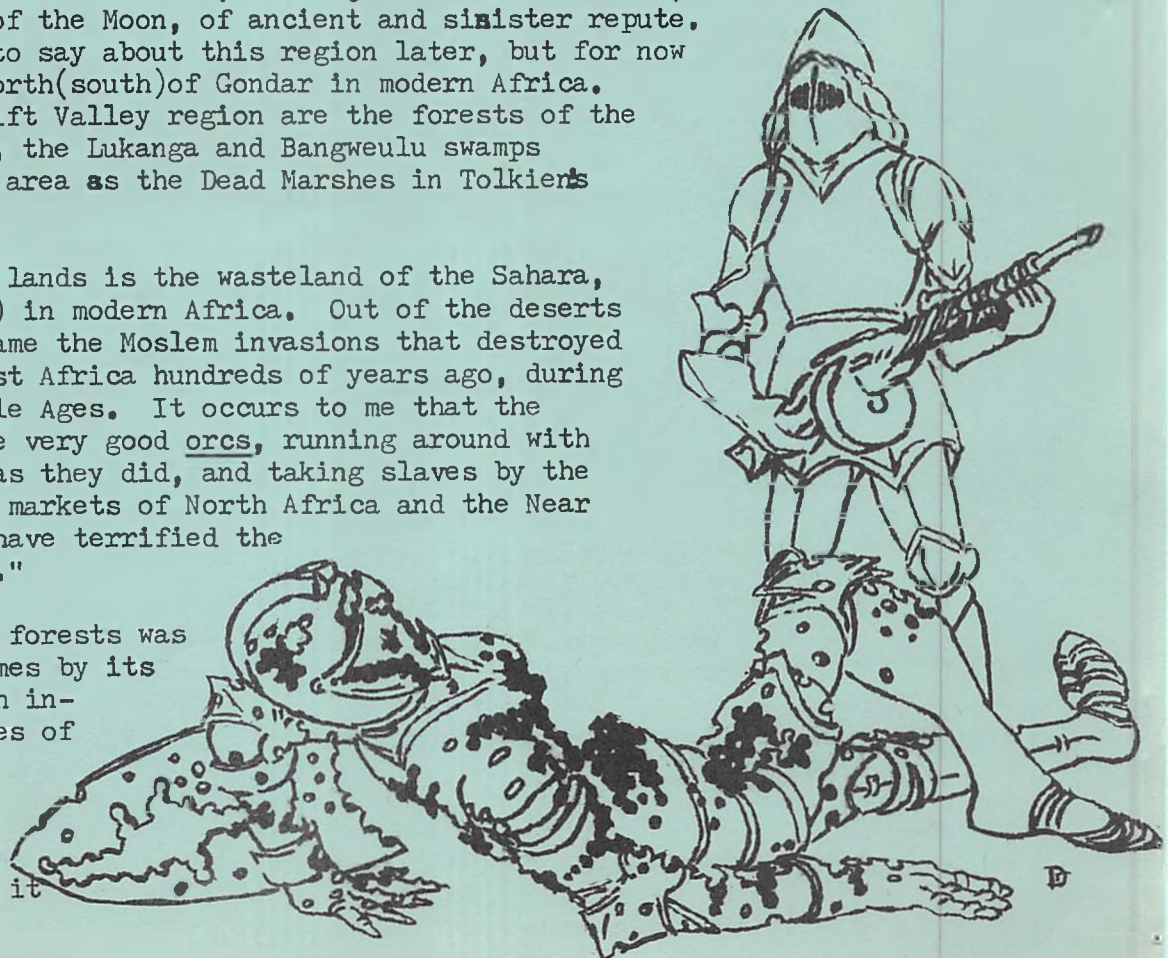 of the Moon, of ancient and sinister repute.
to say about this region later, but for now
orth(south)of Gondar in modern Africa.
ift Valley region are the forests of the
, the Lukanga and Bangweulu swamps
area as the Dead Marshes in Tolkien's
lands is the wasteland of the Sahara,
) in modern Africa. Out of the deserts
ame the Moslem invasions that destroyed
st Africa hundreds of years ago, during
le Ages. It occurs to me that the
e very good orcs, running around with
as they did, and taking slaves by the
markets of North Africa and the Near
have terrified the
."
forests was
mes by its
n in-
es of
it